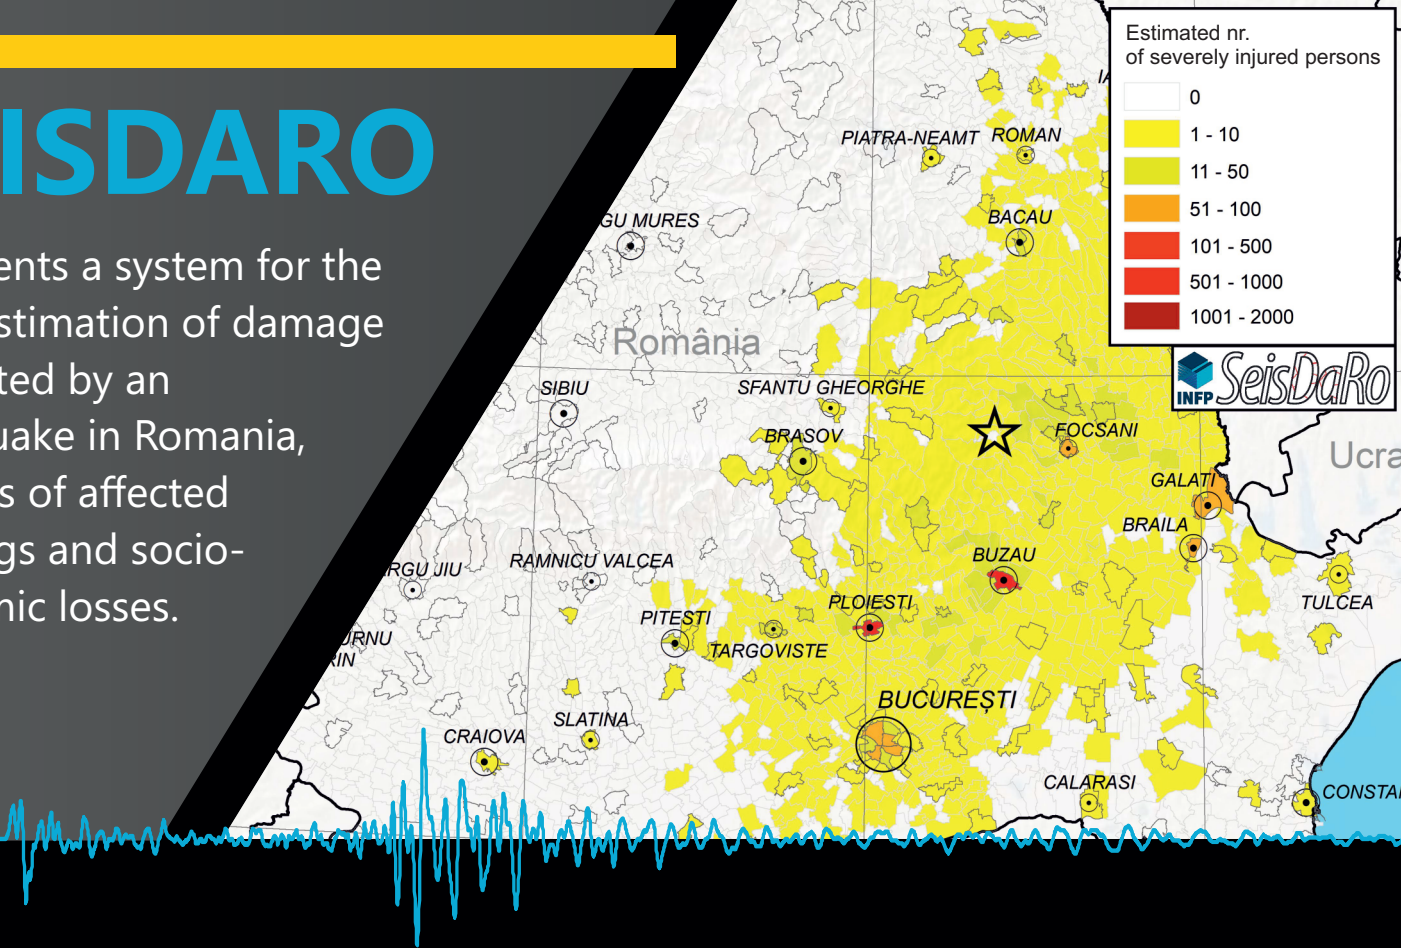 ISDARO
ents a system for the
stimation of damage
ted by an
uake in Romania,
s of affected
gs and socio-
nic losses.
Estimated nr.
of severely injured persons
0
1 - 10
11 - 50
51 - 100
101 - 500
501 - 1000
1001 - 2000
INFP SeisDaRo
IA
PIATRA-NEAMT ROMAN
GU MURES
BACAU
România
SIBIU
SFANTU GHEORGHE
BRASOV
FOCSANI
Ucra
GALATI
BRAILA
RGU JIU
RAMNICU VALCEA
BUZAU
PLOIESTI
TULCEA
PITESTI
URNU
RIN
TARGOVISTE
BUCUREȘTI
SLATINA
CRAIOVA
CALARASI
CONSTA